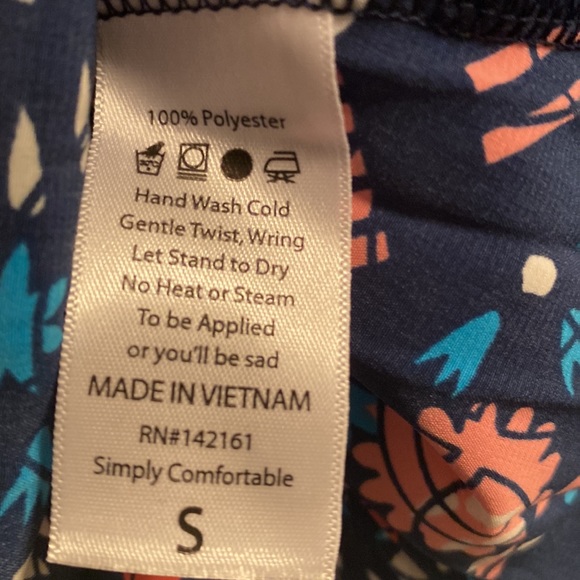 100% Polyester
Hand Wash Cold
Gentle Twist, Wring
Let Stand to Dry
No Heat or Steam
To be Applied
or you'll be sad
MADE IN VIETNAM
RN#142161
Simply Comfortable
S